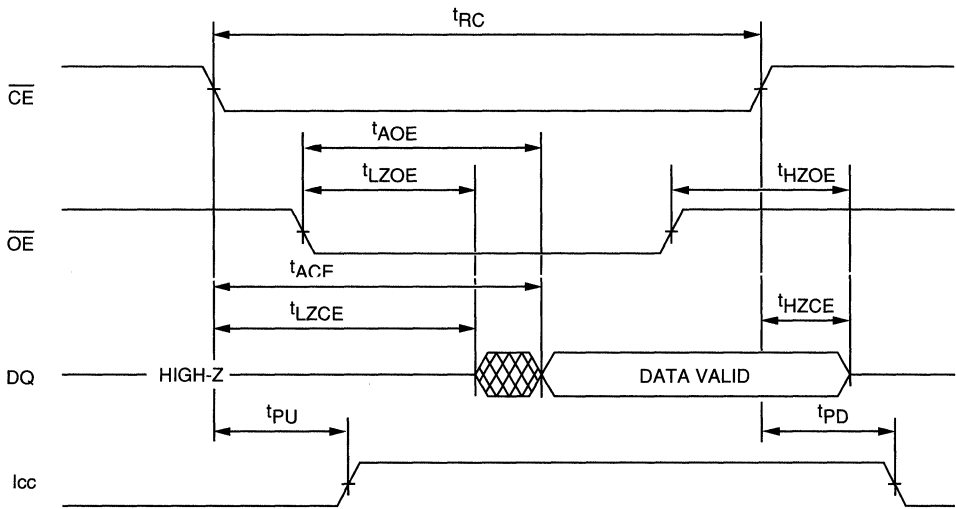 tRC
CE
tAOE
tLZOE
tHZOE
OE
tACE
tLZCE
tHZCE
DQ
HIGH-Z
DATA VALID
tPU
tPD
Icc